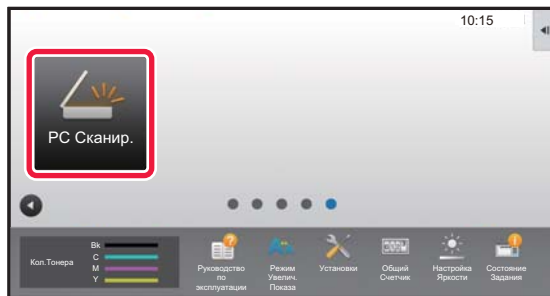 10:15
PC Сканир.
Кол.Тонера
Bk
C
M
Y
Руководство
по
эксплуатации
Режим
Увелич.
Показа
Установки
Общий
Счетчик
Настройка
Яркости
Состояние
Задания